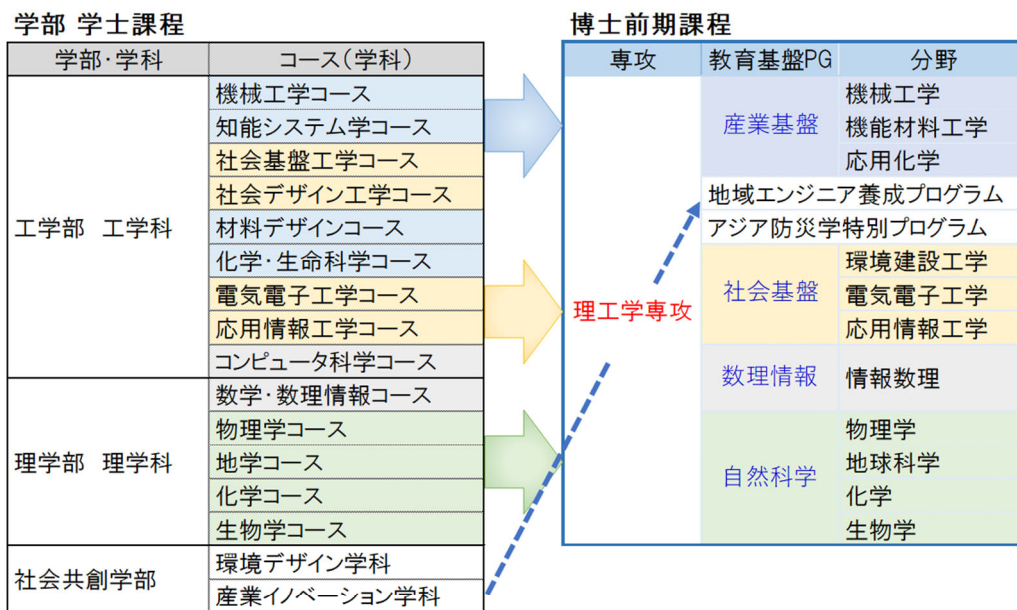 学部 学士課程
学部･学科 コース(学科)
工学部 工学科
機械工学コース
知能システム学コース
社会基盤工学コース
社会デザイン工学コース
材料デザインコース
化学･生命科学コース
電気電子工学コース
応用情報工学コース
コンピュータ科学コース
理学部 理学科
数学･数理情報コース
物理学コース
地学コース
化学コース
生物学コース
社会共創学部
環境デザイン学科
産業イノベーション学科
博士前期課程
専攻 教育基盤PG 分野
理工学専攻
産業基盤
機械工学
機能材料工学
応用化学
地域エンジニア養成プログラム
アジア防災学特別プログラム
社会基盤
環境建設工学
電気電子工学
応用情報工学
数理情報
情報数理
自然科学
物理学
地球科学
化学
生物学